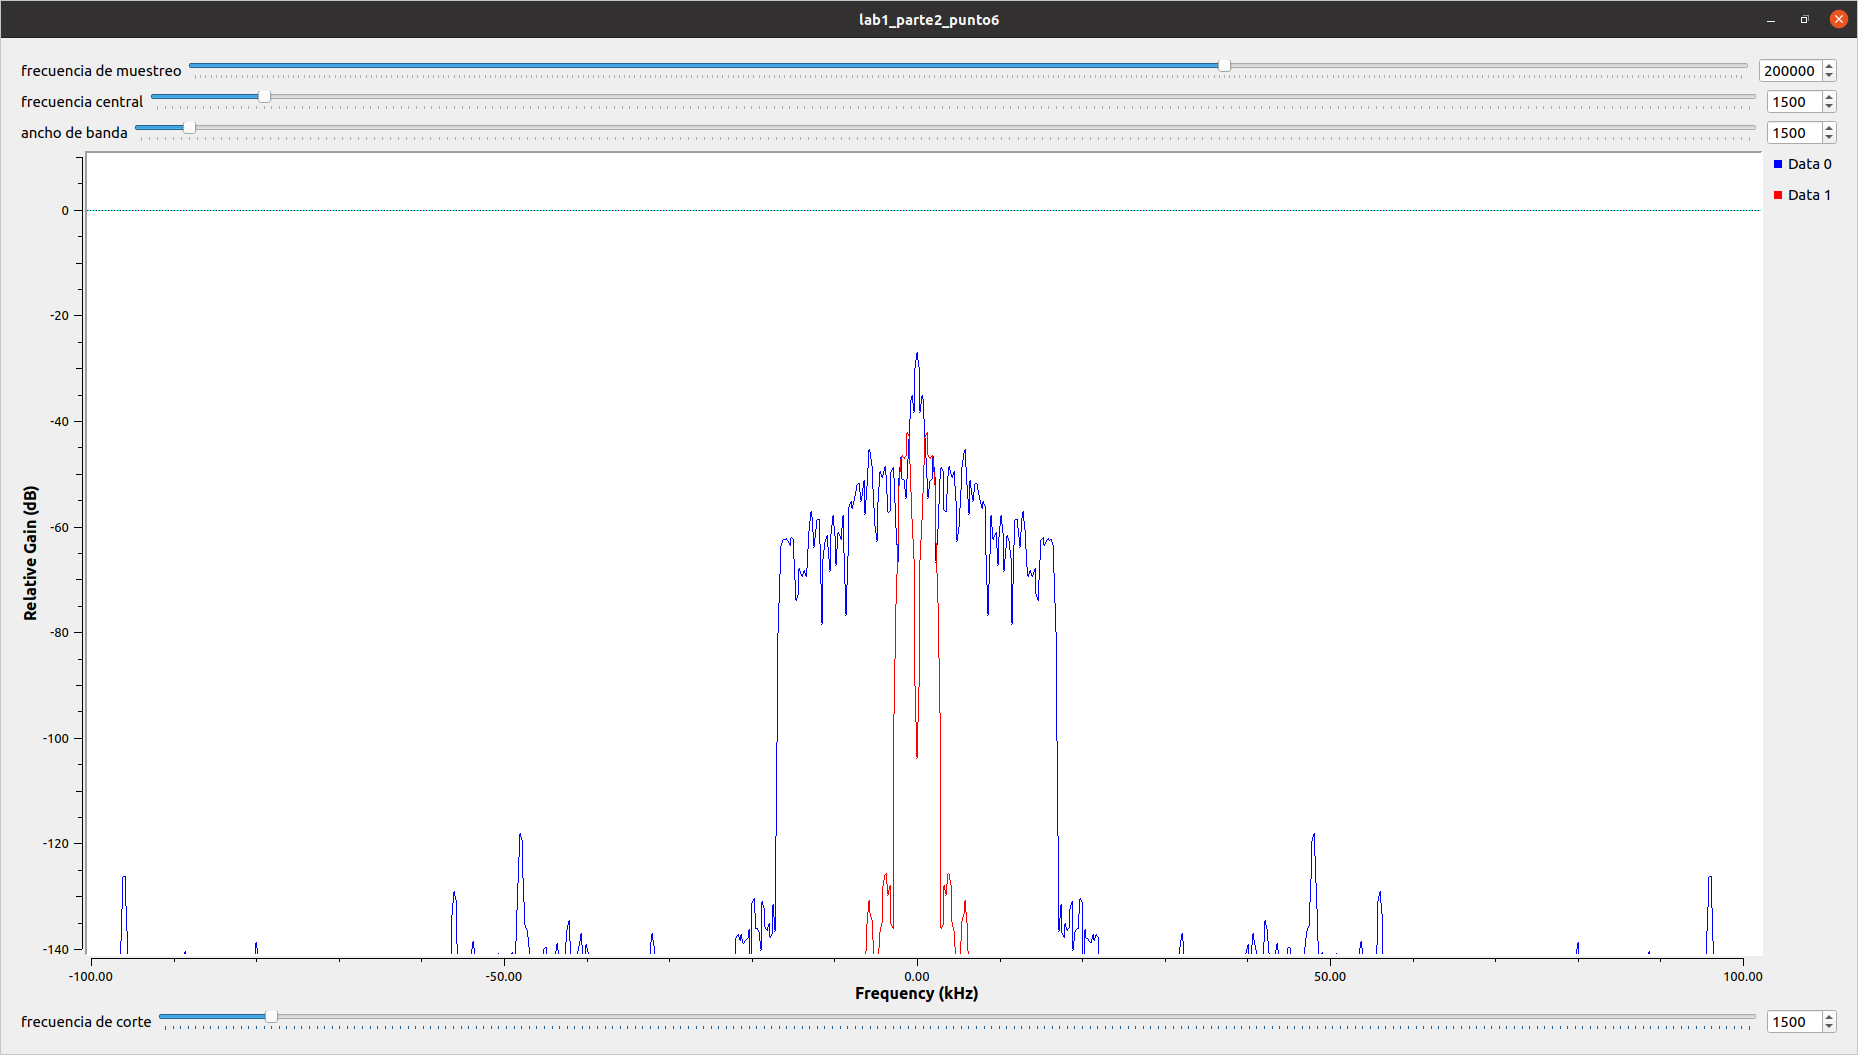 lab1_parte2_punto6
frecuencia de muestreo 200000
frecuencia central 1500
ancho de banda 1500
Data 0
Data 1
0
-20
-40
-60
-80
-100
-120
-140
Relative Gain (dB)
-100.00 -50.00 0.00 50.00 100.00
Frequency (kHz)
frecuencia de corte 1500